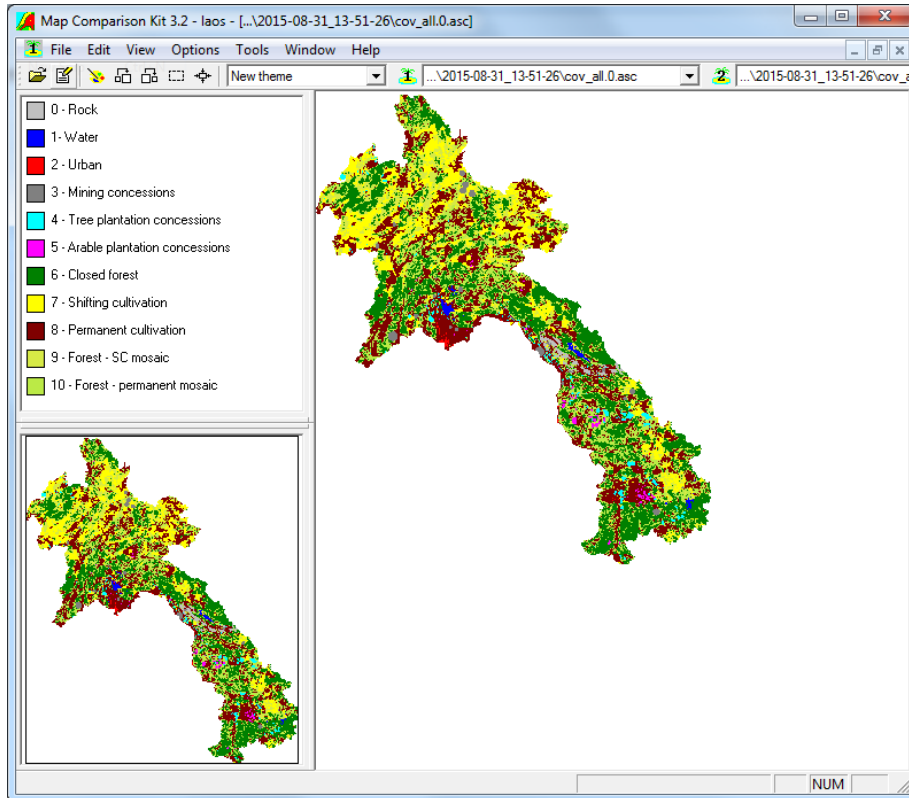 Map Comparison Kit 3.2 - laos - [...\2015-08-31_13-51-26\cov_all.0.asc]
1 File Edit View Options Tools Window Help
New theme 1 ...\2015-08-31_13-51-26\cov_all.0.asc 2 ...\2015-08-31_13-51-26\cov_a
0 - Rock
1- Water
2 - Urban
3 - Mining concessions
4 - Tree plantation concessions
5 - Arable plantation concessions
6 - Closed forest
7 - Shifting cultivation
8 - Permanent cultivation
9 - Forest - SC mosaic
10 - Forest - permanent mosaic
NUM